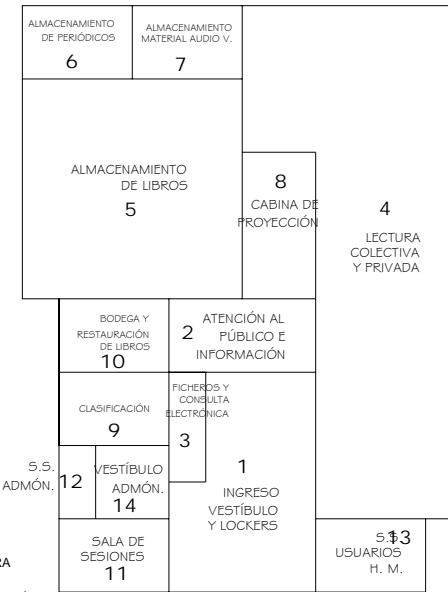 ALMACENAMIENTO
DE PERIÓDICOS
6
ALMACENAMIENTO
MATERIAL AUDIO V.
7
ALMACENAMIENTO
DE LIBROS
5
8
CABINA DE
PROYECCIÓN
4
LECTURA
COLECTIVA
Y PRIVADA
BODEGA Y
RESTAURACIÓN
DE LIBROS
10
2 ATENCIÓN AL
PÚBLICO E
INFORMACIÓN
CLASIFICACIÓN
9
FICHEROS Y
CONSULTA
ELECTRÓNICA
3
1
INGRESO
VESTÍBULO
Y LOCKERS
S.S.
ADMÓN. 12
VESTÍBULO
ADMÓN.
14
SALA DE
SESIONES
11
S.S. 13
USUARIOS
H. M.
RA